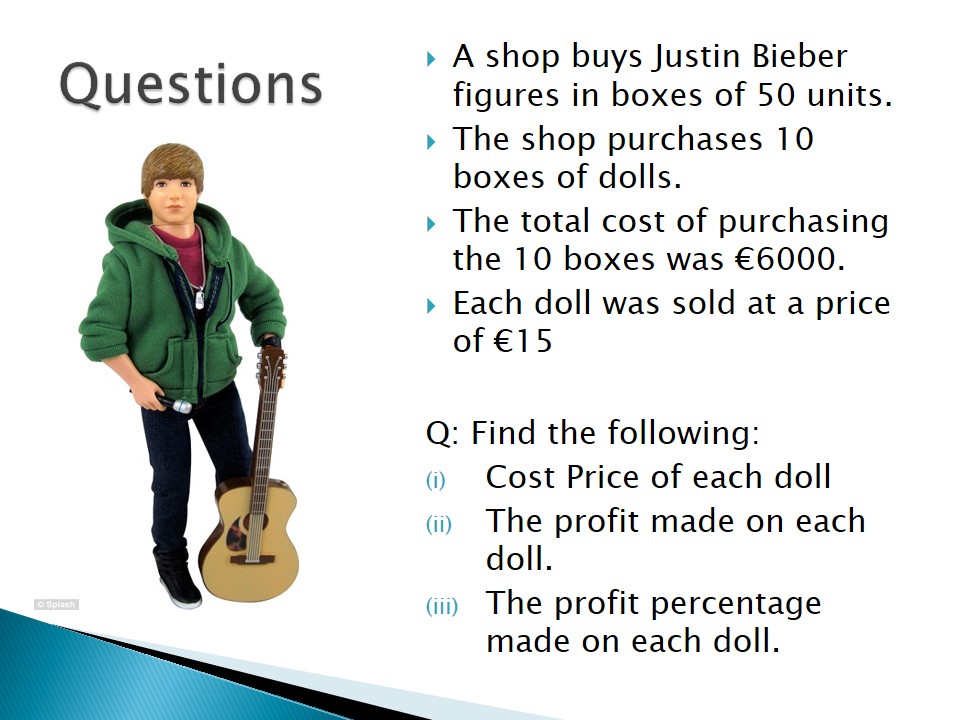 Questions
A shop buys Justin Bieber
figures in boxes of 50 units.
The shop purchases 10
boxes of dolls.
The total cost of purchasing
the 10 boxes was €6000.
Each doll was sold at a price
of €15
Q: Find the following:
(i) Cost Price of each doll
(ii) The profit made on each
doll.
(iii) The profit percentage
made on each doll.
© Splash